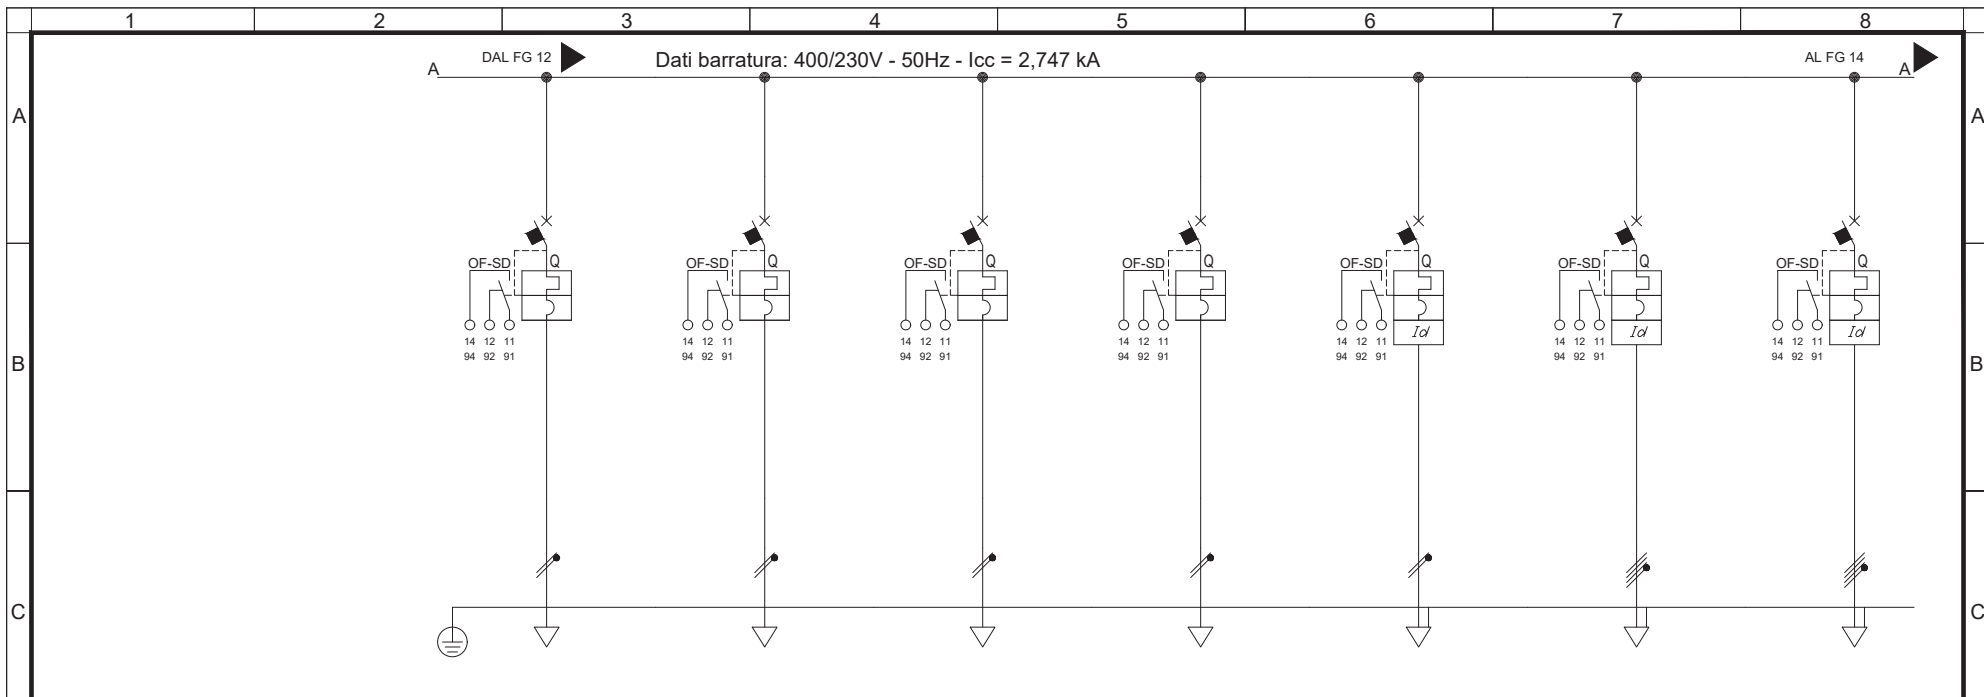 1 2 3 4 5 6 7 8
DAL FG 12 Dati barratura: 400/230V - 50Hz - Icc = 2,747 kA AL FG 14
A A
A A
OF-SD Q OF-SD Q OF-SD Q OF-SD Q OF-SD Q OF-SD Q OF-SD Q
Id Id Id
14 12 11 14 12 11 14 12 11 14 12 11 14 12 11 14 12 11 14 12 11
94 92 91 94 92 91 94 92 91 94 92 91 94 92 91 94 92 91 94 92 91
B B
C C